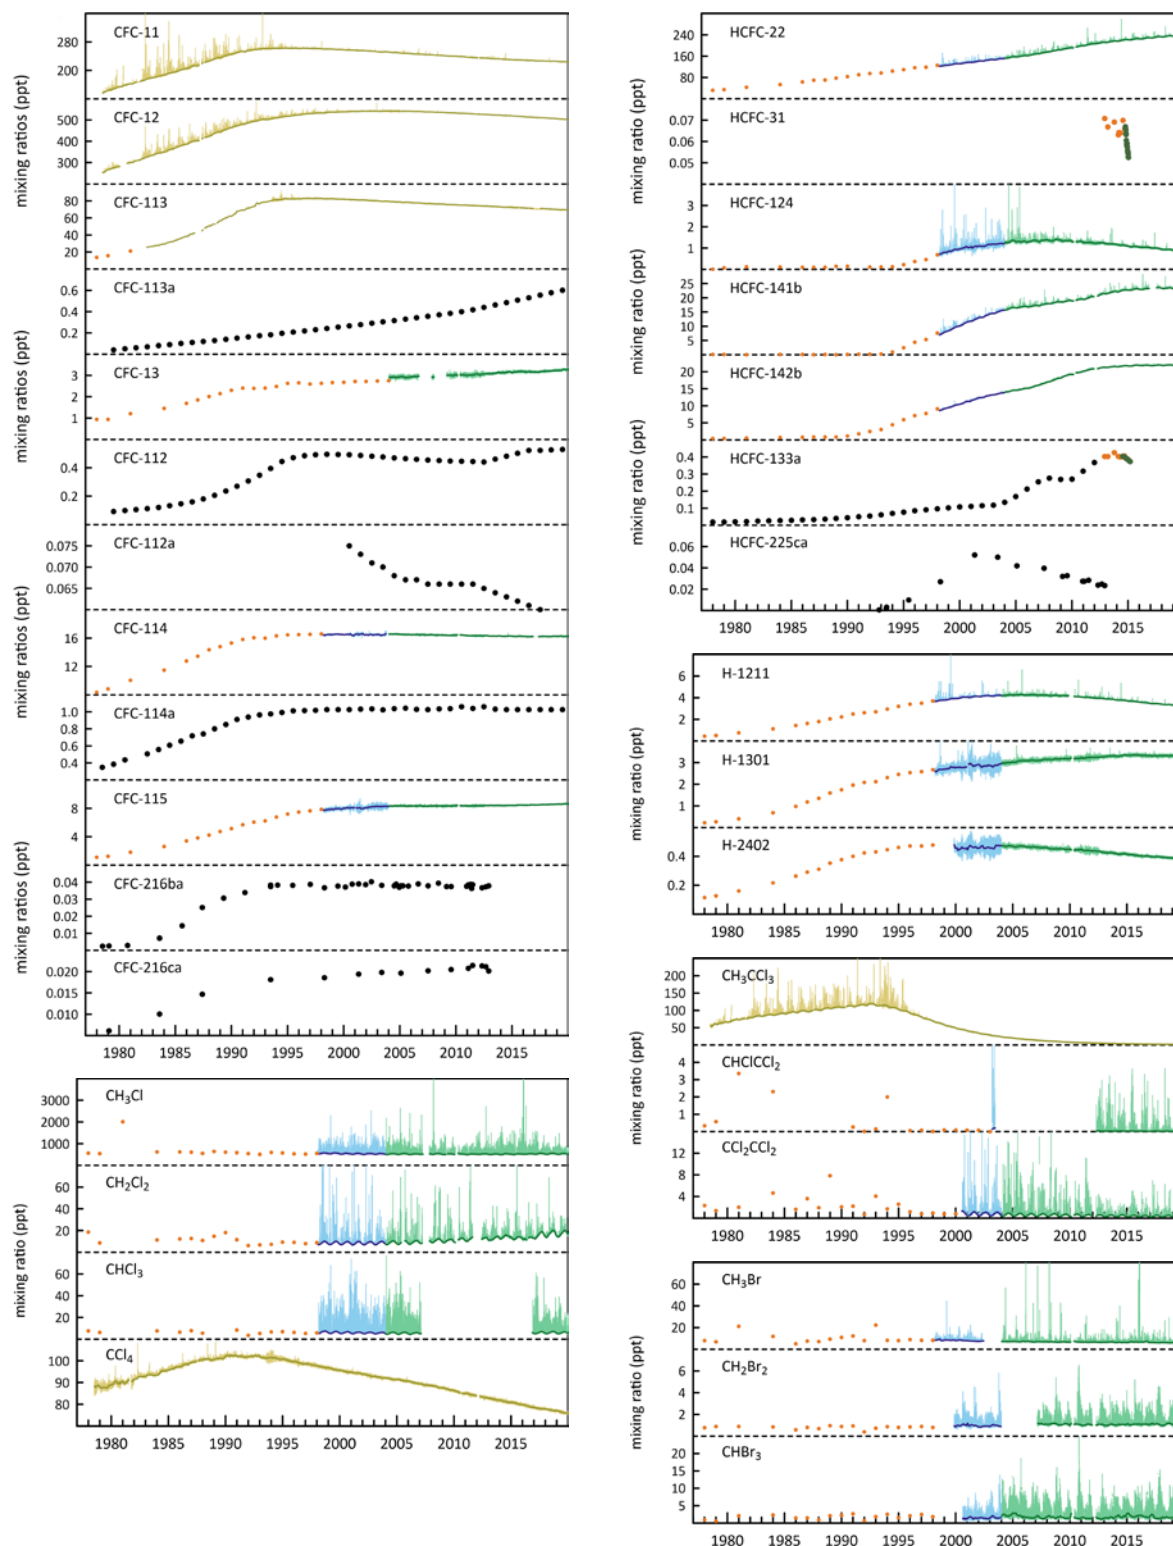 mixing ratios (ppt)
CFC-11
280
200
CFC-12
500
400
300
mixing ratios (ppt)
CFC-113
80
60
40
20
CFC-113a
0.6
0.4
0.2
mixing ratios (ppt)
CFC-13
3
2
1
CFC-112
0.4
0.2
mixing ratios (ppt)
CFC-112a
0.075
0.070
0.065
CFC-114
16
12
CFC-114a
1.0
0.8
0.6
0.4
mixing ratios (ppt)
CFC-115
8
4
CFC-216ba
0.04
0.03
0.02
0.01
CFC-216ca
0.020
0.015
0.010
1980 1985 1990 1995 2000 2005 2010 2015
mixing ratio (ppt)
CH3Cl
3000
2000
1000
CH2Cl2
60
40
20
CHCl3
60
40
20
CCl4
100
90
80
1980 1985 1990 1995 2000 2005 2010 2015
mixing ratio (ppt)
HCFC-22
240
160
80
HCFC-31
0.07
0.06
0.05
mixing ratio (ppt)
HCFC-124
3
2
1
HCFC-141b
25
20
15
10
5
HCFC-142b
20
15
10
5
mixing ratio (ppt)
HCFC-133a
0.4
0.3
0.2
0.1
HCFC-225ca
0.06
0.04
0.02
1980 1985 1990 1995 2000 2005 2010 2015
mixing ratio (ppt)
H-1211
6
4
2
H-1301
3
2
1
H-2402
0.4
0.2
1980 1985 1990 1995 2000 2005 2010 2015
mixing ratio (ppt)
CH3CCl3
200
150
100
50
CHClCCl2
4
3
2
1
CCl2CCl2
12
8
4
1980 1985 1990 1995 2000 2005 2010 2015
mixing ratio (ppt)
CH3Br
60
40
20
CH2Br2
6
4
2
CHBr3
20
15
10
5
1980 1985 1990 1995 2000 2005 2010 2015